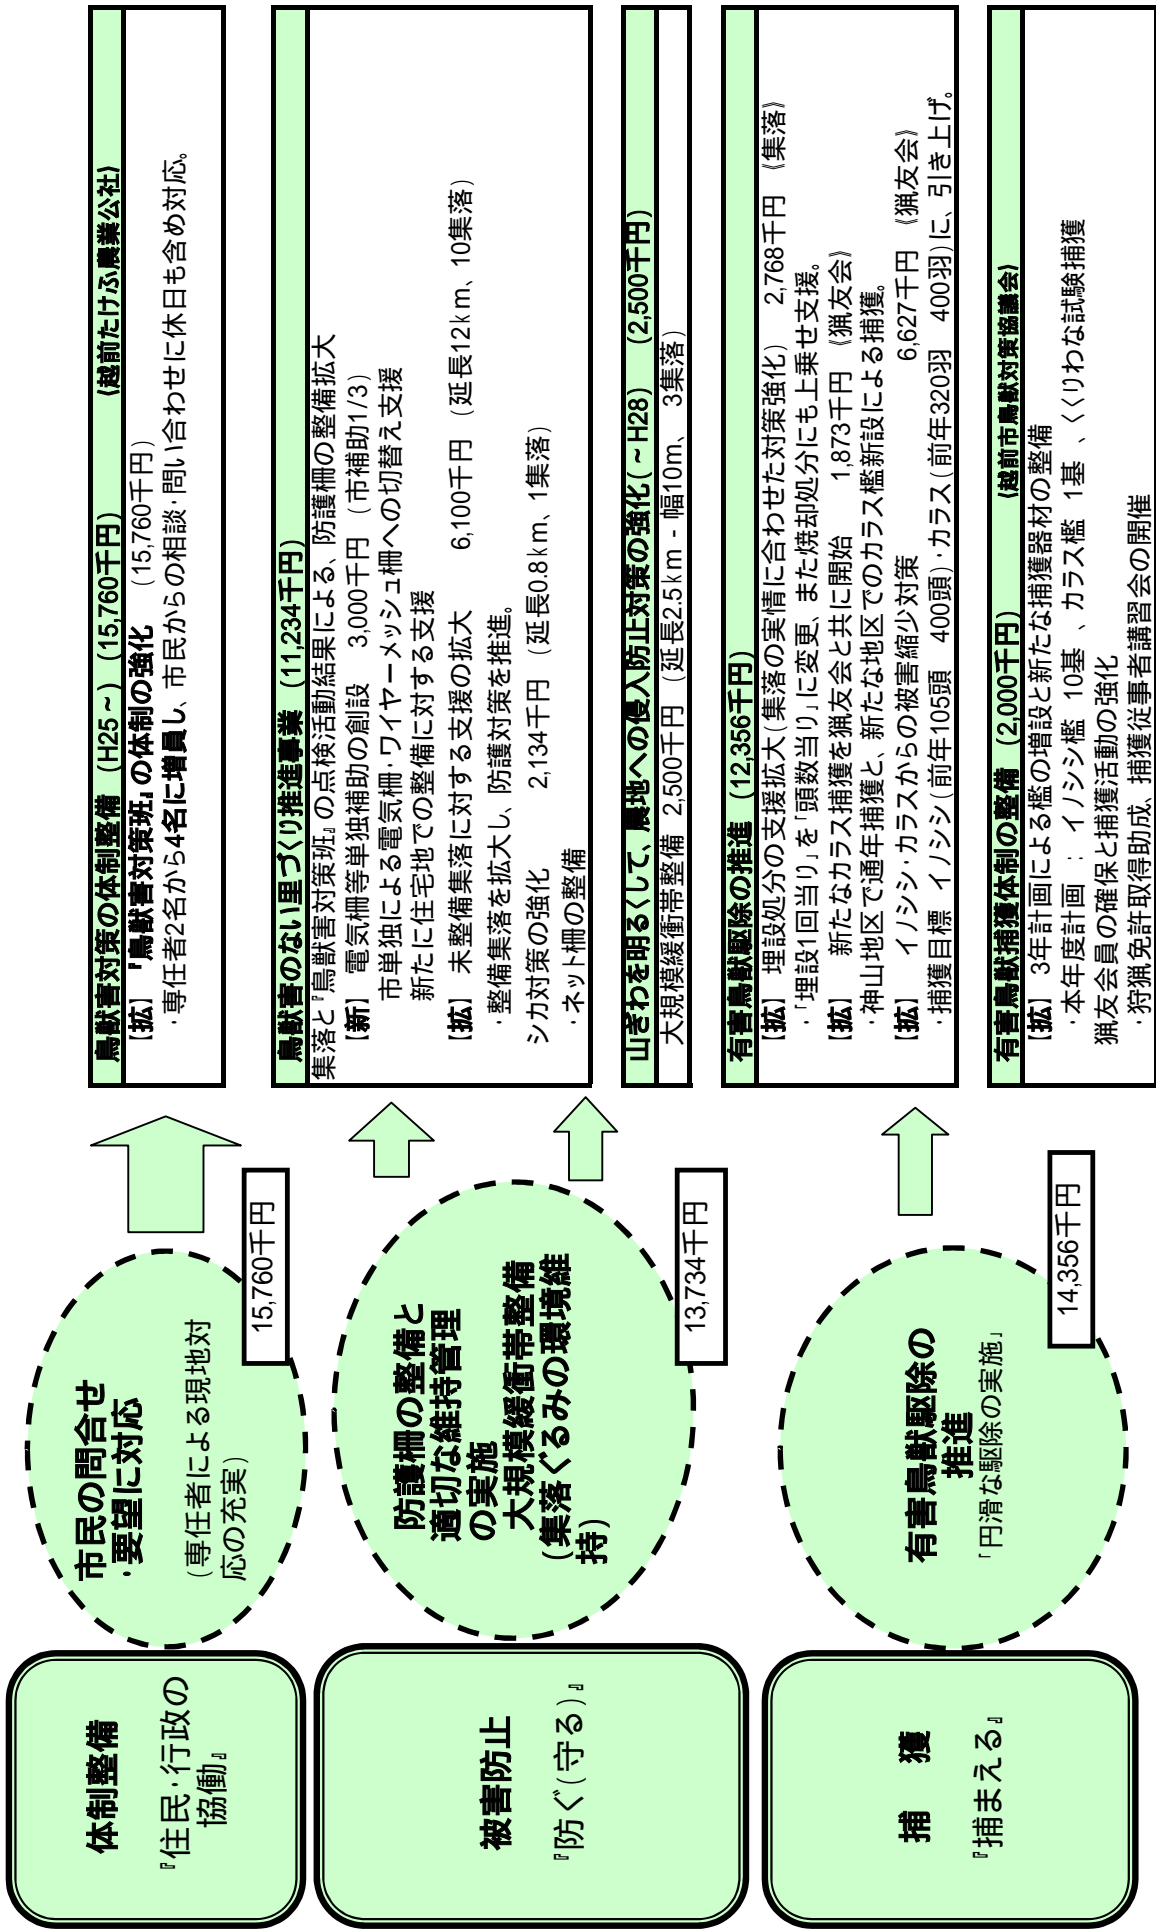 体制整備
『住民・行政の
協働』
市民の問合せ
・要望に対応
（専任者による現地対
応の充実）
15,760千円
鳥獣害対策の体制整備 （H25～）（15,760千円） 《越前たけふ農業公社》
【拡】 『鳥獣害対策班』の体制の強化 （15,760千円）
・専任者2名から4名に増員し、市民からの相談・問い合わせに休日も含め対応。
被害防止
『防ぐ（守る）』
防護柵の整備と
適切な維持管理
の実施
大規模緩衝帯整備
（集落ぐるみの環境維
持）
13,734千円
鳥獣害のない里づくり推進事業 （11,234千円）
集落と『鳥獣害対策班』の点検活動結果による、防護柵の整備拡大
【新】 電気柵等単独補助の創設 3,000千円 （市補助1/3）
市単独による電気柵・ワイヤーメッシュ柵への切替え支援
新たに住宅地での整備に対する支援
【拡】 未整備集落に対する支援の拡大 6,100千円 （延長12ｋｍ、10集落）
・整備集落を拡大し、防護対策を推進。
シカ対策の強化 2,134千円 （延長0.8ｋｍ、1集落）
・ネット柵の整備
山ぎわを明るくして、農地への侵入防止対策の強化（～H28） （2,500千円）
大規模緩衝帯整備 2,500千円 （延長2.5ｋｍ - 幅10m、 3集落）
捕 獲
『捕まえる』
有害鳥獣駆除の
推進
「円滑な駆除の実施」
14,356千円
有害鳥獣駆除の推進 （12,356千円）
【拡】 埋設処分の支援拡大（集落の実情に合わせた対策強化） 2,768千円 《集落》
・「埋設1回当り」を「頭数当り」に変更、また焼却処分にも上乗せ支援。
【拡】 新たなカラス捕獲を猟友会と共に開始 1,873千円 《猟友会》
・神山地区で通年捕獲と、新たな地区でのカラス檻新設による捕獲。
【拡】 イノシシ・カラスからの被害縮少対策 6,627千円 《猟友会》
・捕獲目標 イノシシ（前年105頭 400頭）・カラス（前年320羽 400羽）に、引き上げ。
有害鳥獣捕獲体制の整備 （2,000千円） 《越前市鳥獣対策協議会》
【拡】 3年計画による檻の増設と新たな捕獲器材の整備
・本年度計画 ： イノシシ檻 10基 、カラス檻 1基 、くくりわな試験捕獲
猟友会員の確保と捕獲活動の強化
・狩猟免許取得助成、捕獲従事者講習会の開催